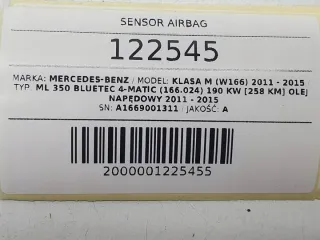 SENSOR AIRBAG
122545
MARKA: MERCEDES-BENZ / MODEL: KLASA M (W166) 2011 - 2015
TYP: ML 350 BLUETEC 4-MATIC (166.024) 190 KW [258 KM] OLEJ
NAPĘDOWY 2011 - 2015
SN: A1669001311 / JAKOŚĆ: A
2000001225455